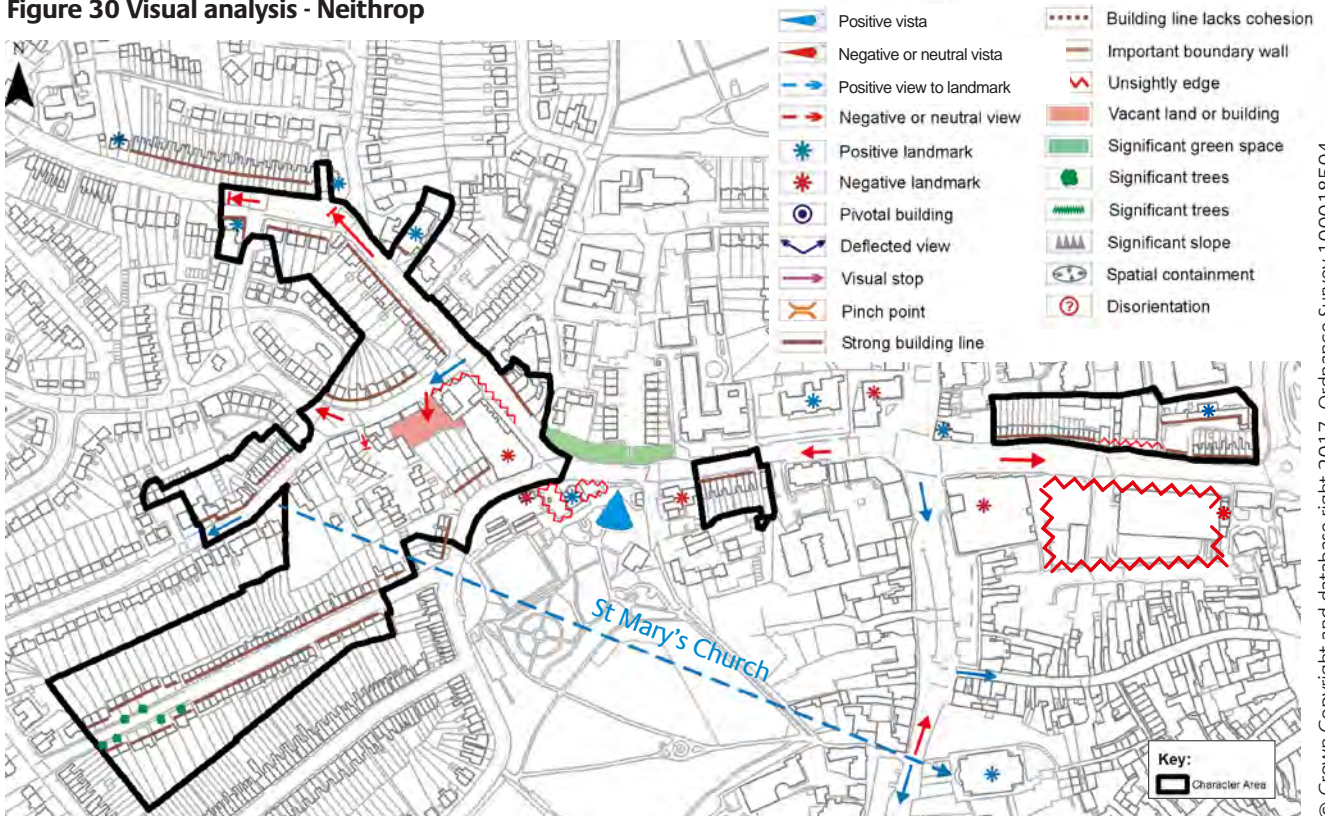 Figure 30 Visual analysis - Neithrop
N
Positive vista
Negative or neutral vista
Positive view to landmark
Negative or neutral view
Positive landmark
Negative landmark
Pivotal building
Deflected view
Visual stop
Pinch point
Strong building line
Building line lacks cohesion
Important boundary wall
Unsightly edge
Vacant land or building
Significant green space
Significant trees
Significant trees
Significant slope
Spatial containment
? Disorientation
St Mary's Church
Key:
Character Area
© Crown Copyright and database right 2017. Ordnance Survey 100018504